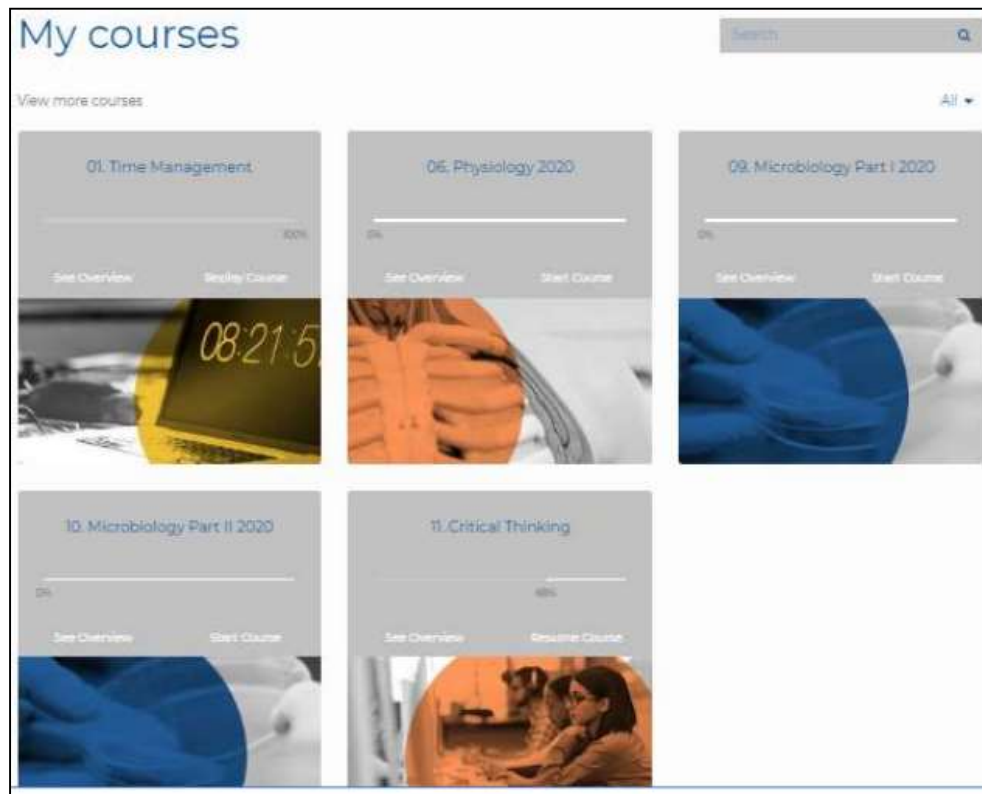 My courses
Search
View more courses
All
01. Time Management
100%
See Overview Replay Course
08:21:5
06. Physiology 2020
0%
See Overview Start Course
09. Microbiology Part I 2020
0%
See Overview Start Course
10. Microbiology Part II 2020
0%
See Overview Start Course
11. Critical Thinking
See Overview Resume Course